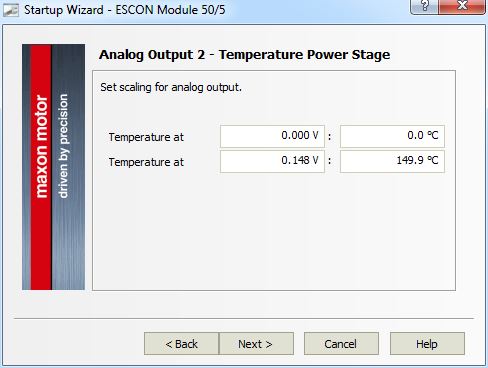 Startup Wizard - ESCON Module 50/5
?
maxon motor
driven by precision
Analog Output 2 - Temperature Power Stage
Set scaling for analog output.
Temperature at 0.000 V : 0.0 °C
Temperature at 0.148 V : 149.9 °C
< Back Next > Cancel Help